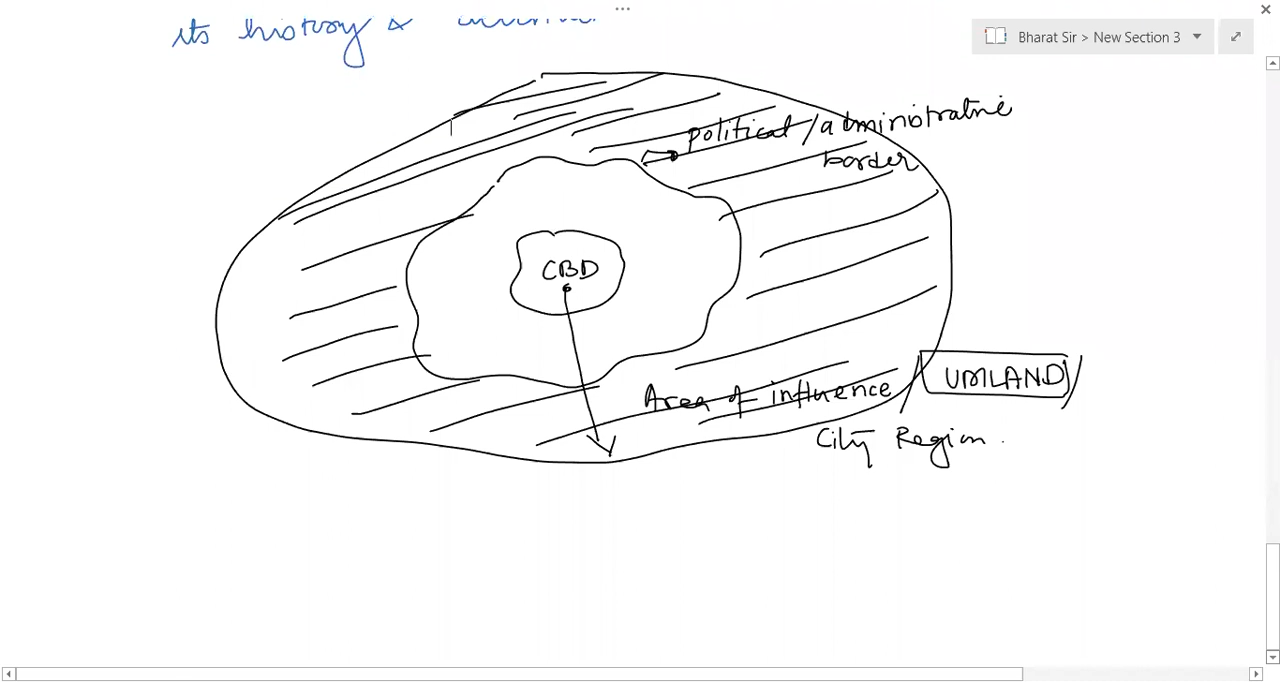 its history &
Bharat Sir > New Section 3
political/administrative
border
CBD
UMLAND
Area of influence / /
City Region.